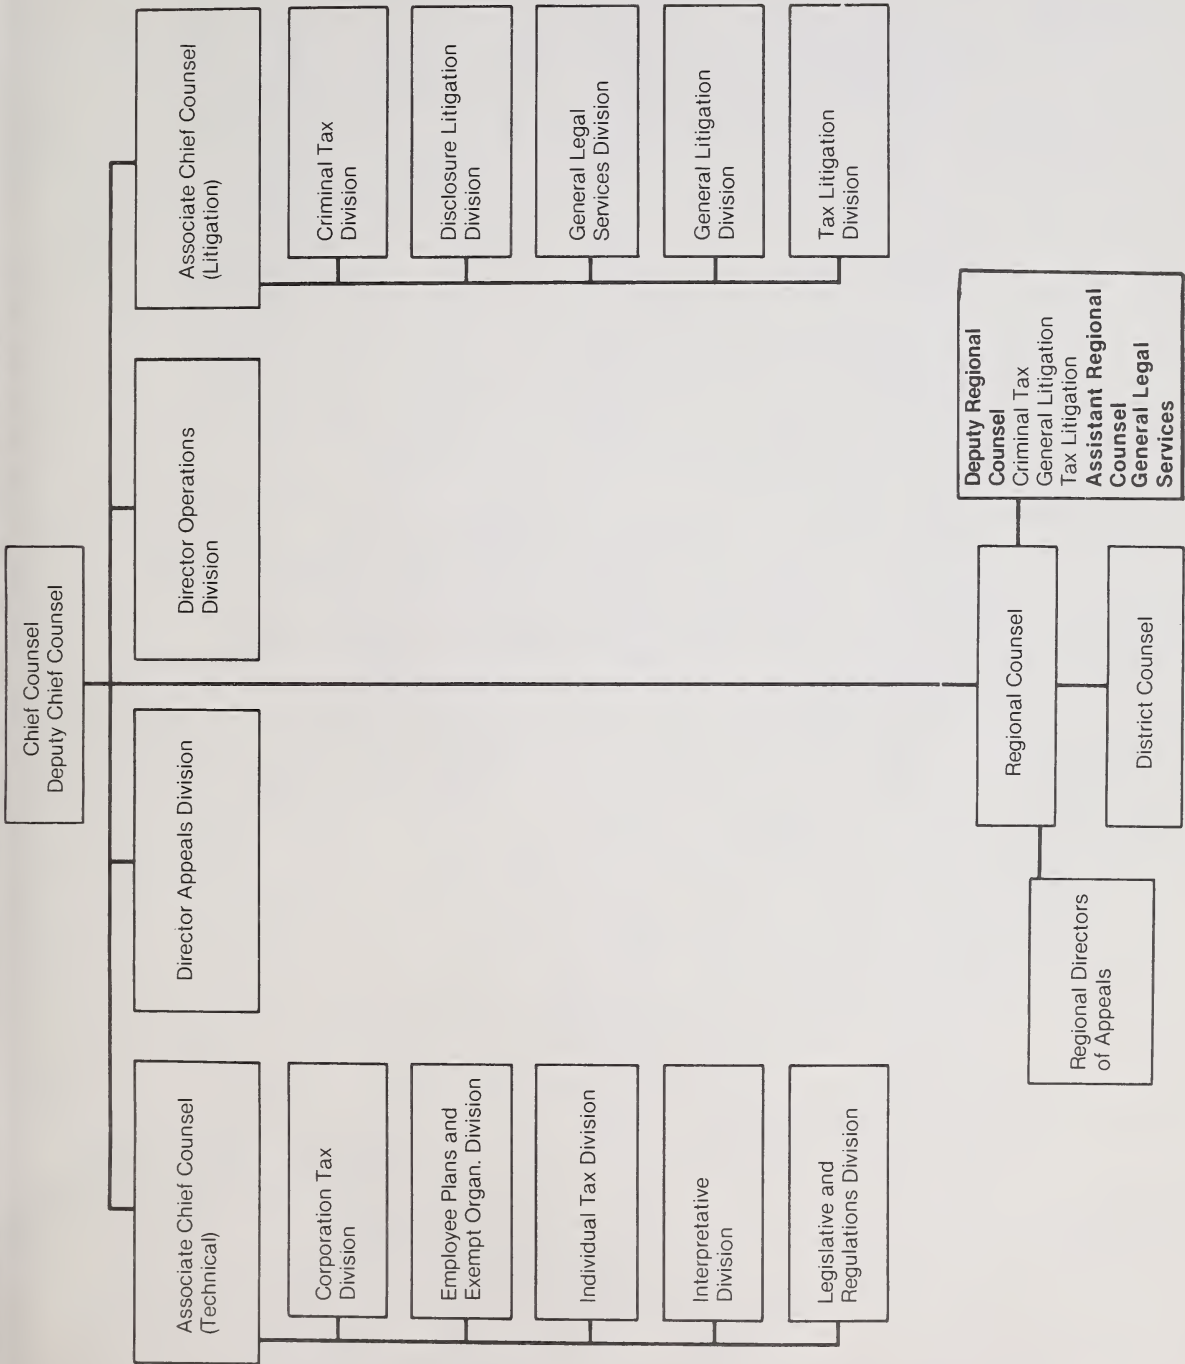 Chief Counsel
Deputy Chief Counsel
Associate Chief Counsel
(Technical)
Director Appeals Division
Director Operations
Division
Associate Chief Counsel
(Litigation)
Corporation Tax
Division
Employee Plans and
Exempt Organ. Division
Individual Tax Division
Interpretative
Division
Legislative and
Regulations Division
Criminal Tax
Division
Disclosure Litigation
Division
General Legal
Services Division
General Litigation
Division
Tax Litigation
Division
Regional Directors
of Appeals
Regional Counsel
District Counsel
Deputy Regional
Counsel
Criminal Tax
General Litigation
Tax Litigation
Assistant Regional
Counsel
General Legal
Services